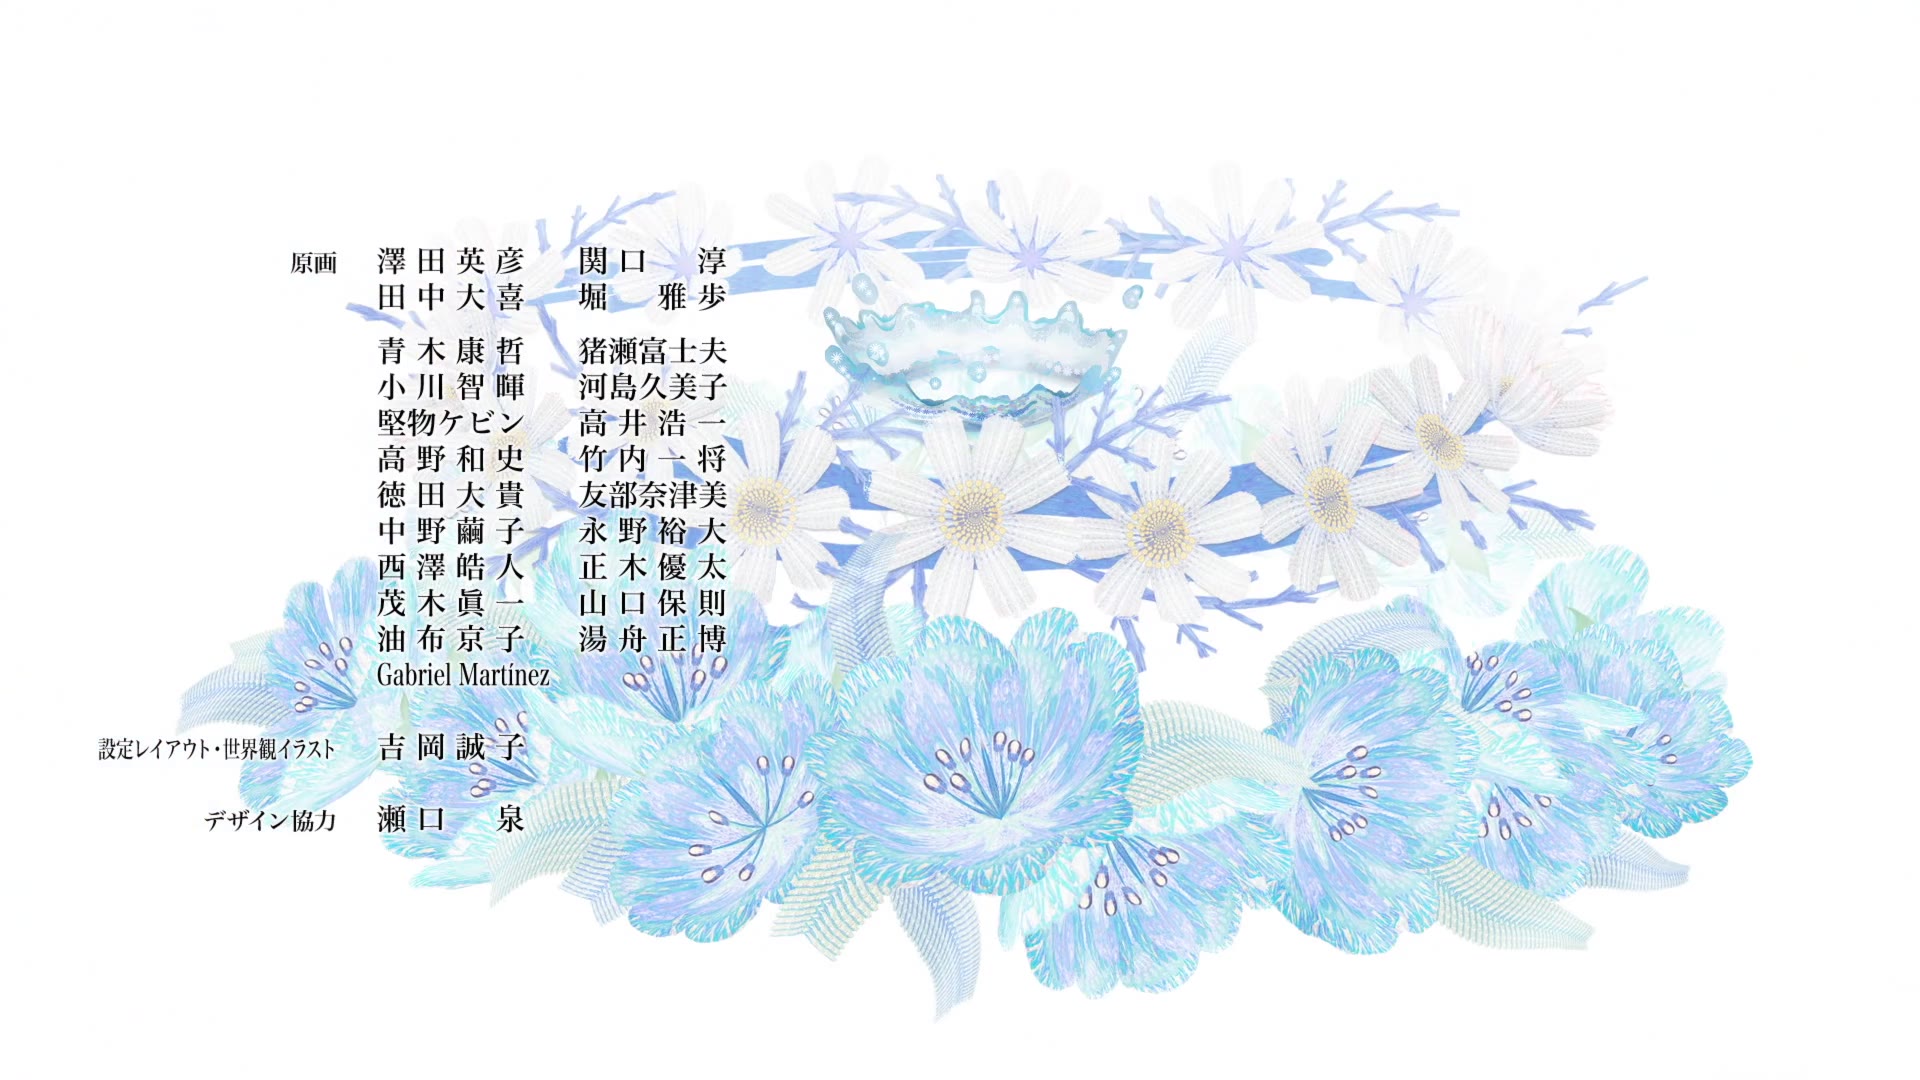 原画 澤田英彦 関口淳
田中大喜 堀雅歩
青木康哲 猪瀬富士夫
小川智暉 河島久美子
堅物ケビン 高井浩一
高野和史 竹内一将
徳田大貴 友部奈津美
中野繭子 永野裕大
西澤皓人 正木優太
茂木眞一 山口保則
油布京子 湯舟正博
Gabriel Martínez
設定レイアウト・世界観イラスト 吉岡誠子
デザイン協力 瀬口泉